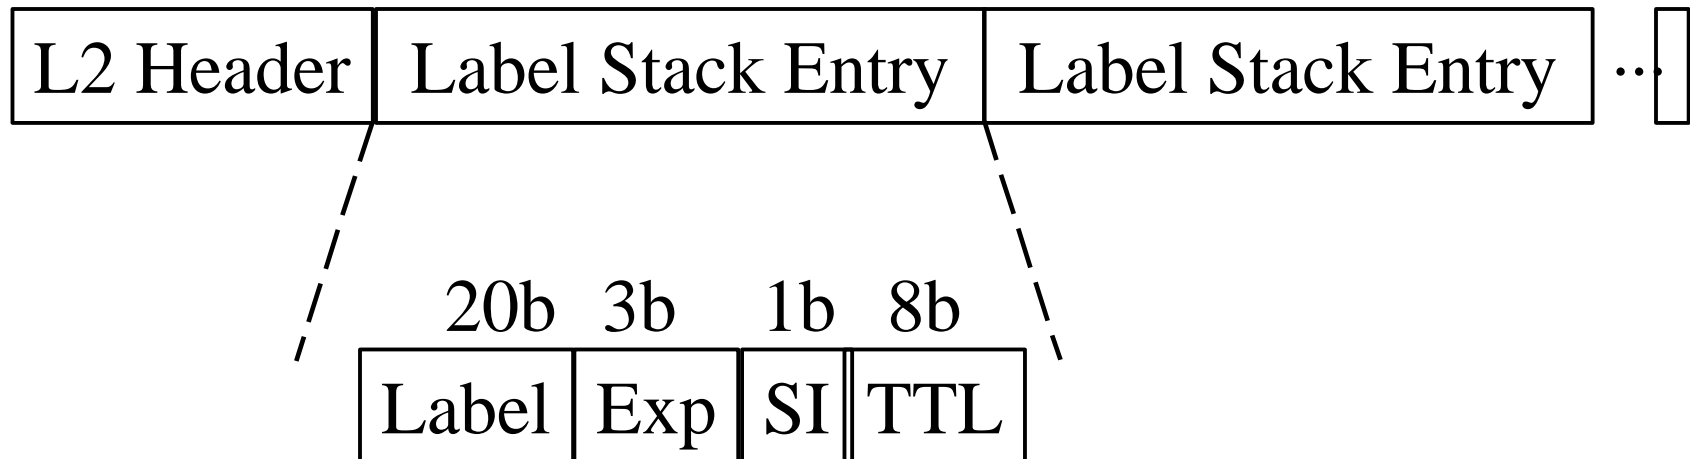 L2 Header Label Stack Entry Label Stack Entry ...
20b 3b 1b 8b
Label Exp SI TTL